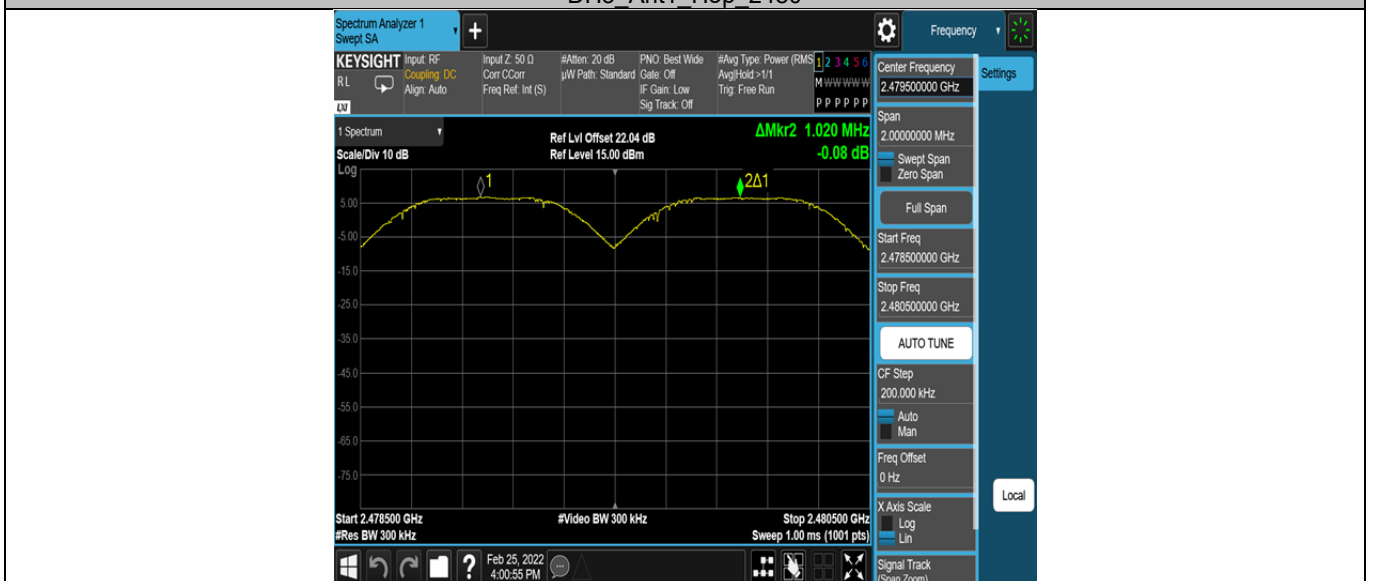 Spectrum Analyzer 1
Swept SA
+
Frequency
KEYSIGHT
RL
LXI
Input: RF
Coupling: DC
Align: Auto
Input Z: 50 Ω
Corr CCorr
Freq Ref: Int (S)
#Atten: 20 dB
µW Path: Standard
PNO: Best Wide
Gate: Off
IF Gain: Low
Sig Track: Off
#Avg Type: Power (RMS
Avg|Hold:>1/1
Trig: Free Run
1 2 3 4 5 6
M W W W W W
P P P P P P
1 Spectrum
Scale/Div 10 dB
Ref Lvl Offset 22.04 dB
Ref Level 15.00 dBm
ΔMkr2 1.020 MHz
-0.08 dB
Log
1
2Δ1
5.00
-5.00
-15.0
-25.0
-35.0
-45.0
-55.0
-65.0
-75.0
Start 2.478500 GHz
#Res BW 300 kHz
#Video BW 300 kHz
Stop 2.480500 GHz
Sweep 1.00 ms (1001 pts)
?
Feb 25, 2022
4:00:55 PM
Center Frequency
2.479500000 GHz
Settings
Span
2.00000000 MHz
Swept Span
Zero Span
Full Span
Start Freq
2.478500000 GHz
Stop Freq
2.480500000 GHz
AUTO TUNE
CF Step
200.000 kHz
Auto
Man
Freq Offset
0 Hz
X Axis Scale
Log
Lin
Local
Signal Track
(Span Zoom)